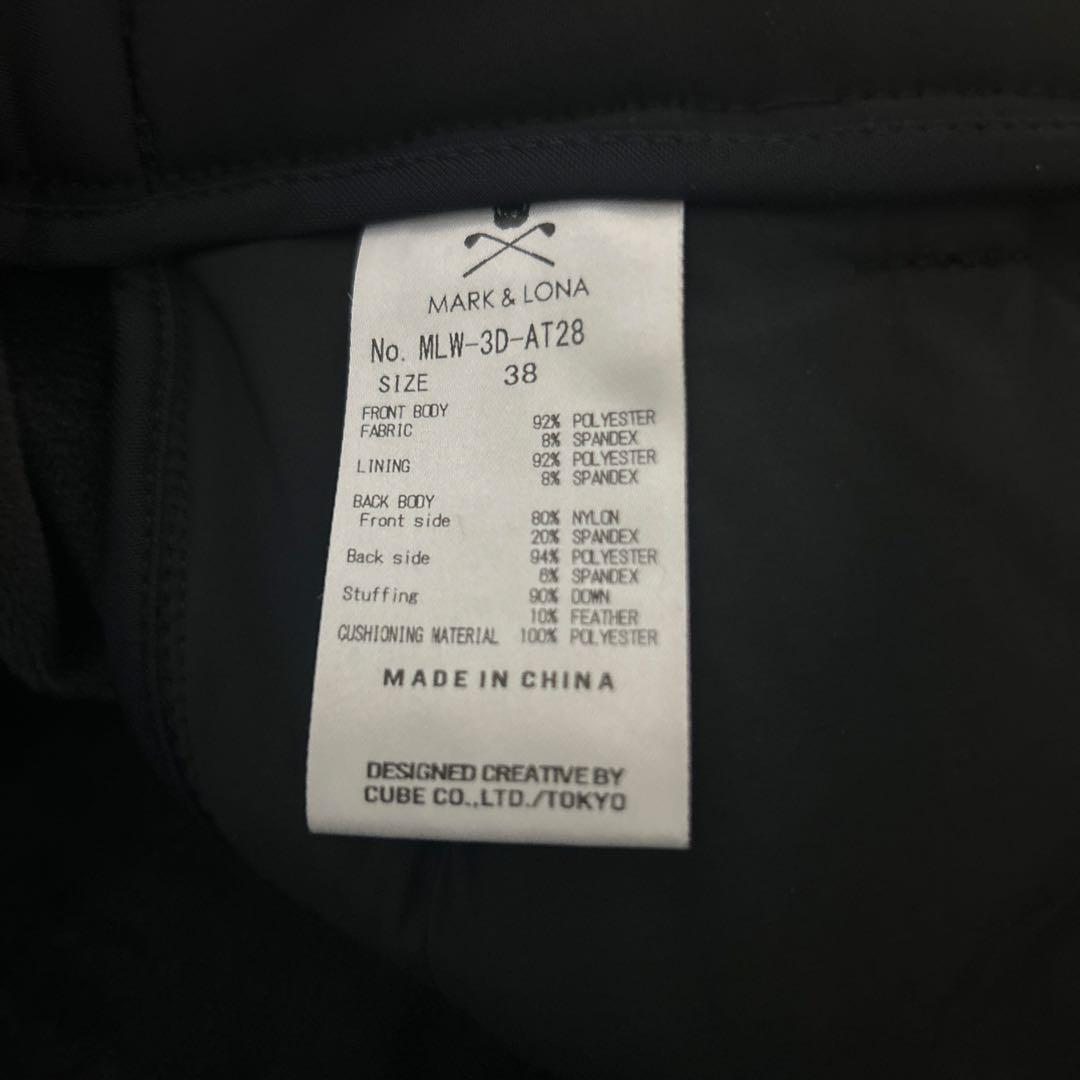 MARK & LONA
No. MLW-3D-AT28
SIZE 38
FRONT BODY
FABRIC 92% POLYESTER
8% SPANDEX
LINING 92% POLYESTER
8% SPANDEX
BACK BODY
Front side 80% NYLON
20% SPANDEX
Back side 94% POLYESTER
6% SPANDEX
Stuffing 90% DOWN
10% FEATHER
CUSHIONING MATERIAL 100% POLYESTER
MADE IN CHINA
DESIGNED CREATIVE BY
CUBE CO.,LTD./TOKYO